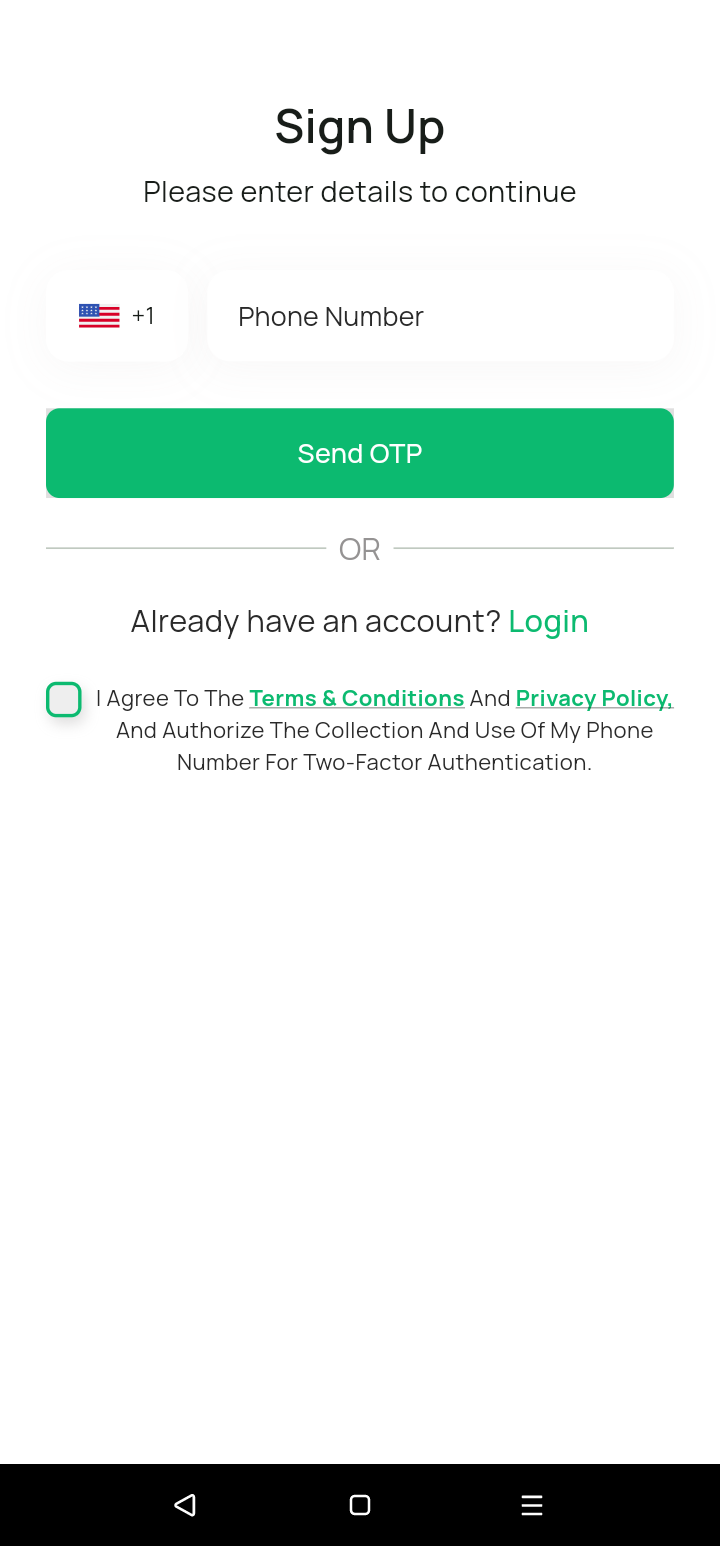 Sign Up
Please enter details to continue
+1
Phone Number
Send OTP
OR
Already have an account? Login
I Agree To The Terms & Conditions And Privacy Policy,
And Authorize The Collection And Use Of My Phone
Number For Two-Factor Authentication.